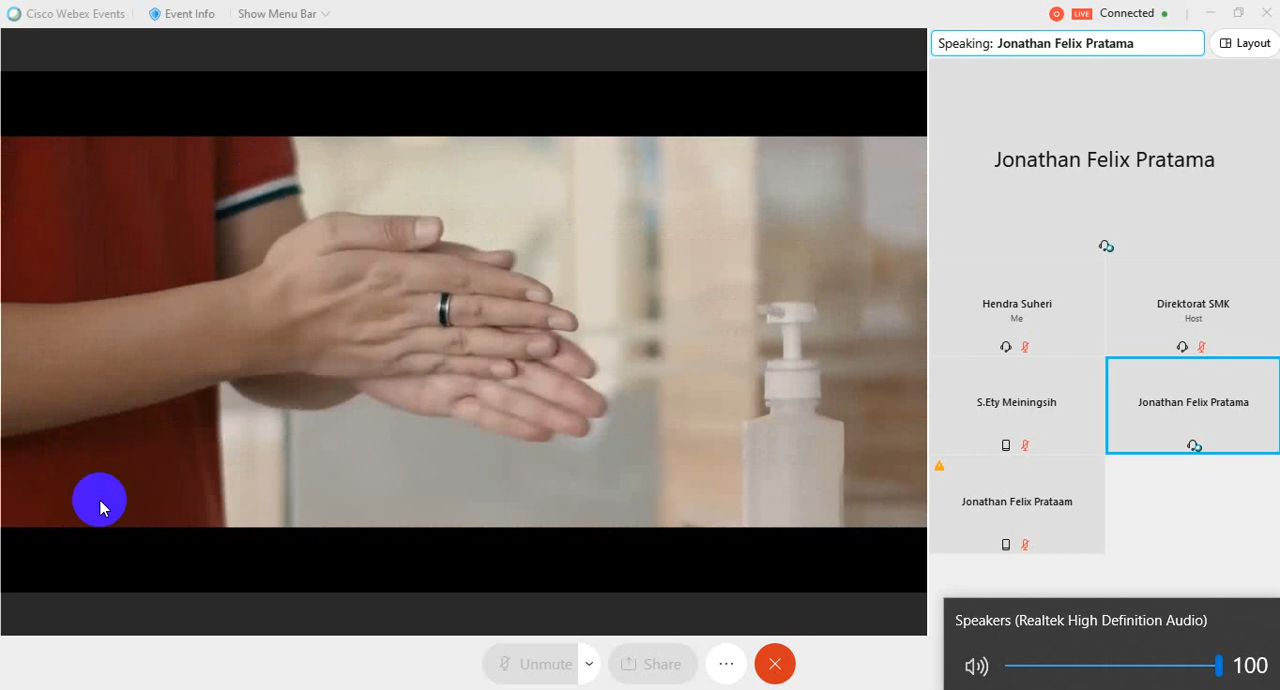 Cisco Webex Events
Event Info
Show Menu Bar
LIVE
Connected
Speaking: Jonathan Felix Pratama
Layout
Jonathan Felix Pratama
Hendra Suheri
Me
Direktorat SMK
Host
S.Ety Meiningsih
Jonathan Felix Pratama
Jonathan Felix Prataam
Speakers (Realtek High Definition Audio)
100
Unmute
Share